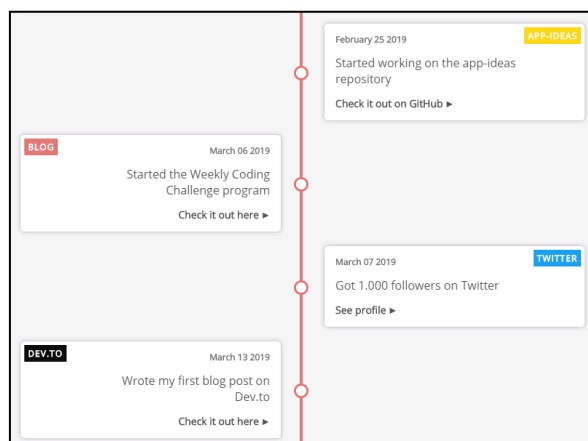 February 25 2019
APP-IDEAS
Started working on the app-ideas
repository
Check it out on GitHub ▸
BLOG
March 06 2019
Started the Weekly Coding
Challenge program
Check it out here ▸
March 07 2019
TWITTER
Got 1.000 followers on Twitter
See profile ▸
DEV.TO
March 13 2019
Wrote my first blog post on
Dev.to
Check it out here ▸